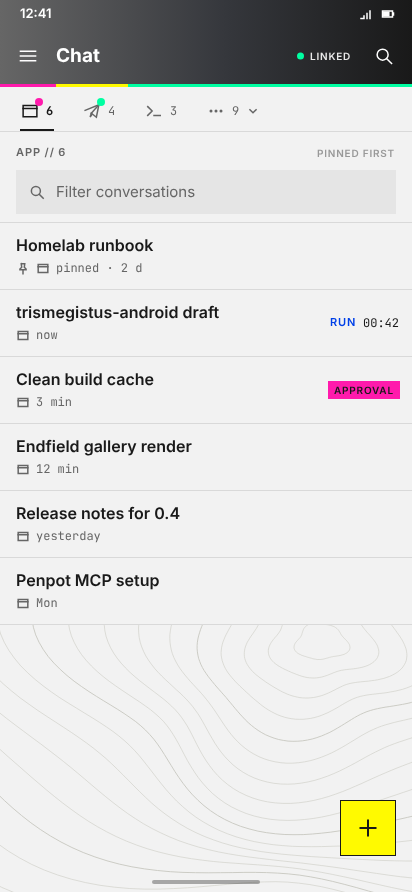 12:41
Chat
LINKED
6
4
3
9
APP // 6
PINNED FIRST
Filter conversations
Homelab runbook
pinned · 2 d
trismegistus-android draft
now
RUN 00:42
Clean build cache
3 min
APPROVAL
Endfield gallery render
12 min
Release notes for 0.4
yesterday
Penpot MCP setup
Mon